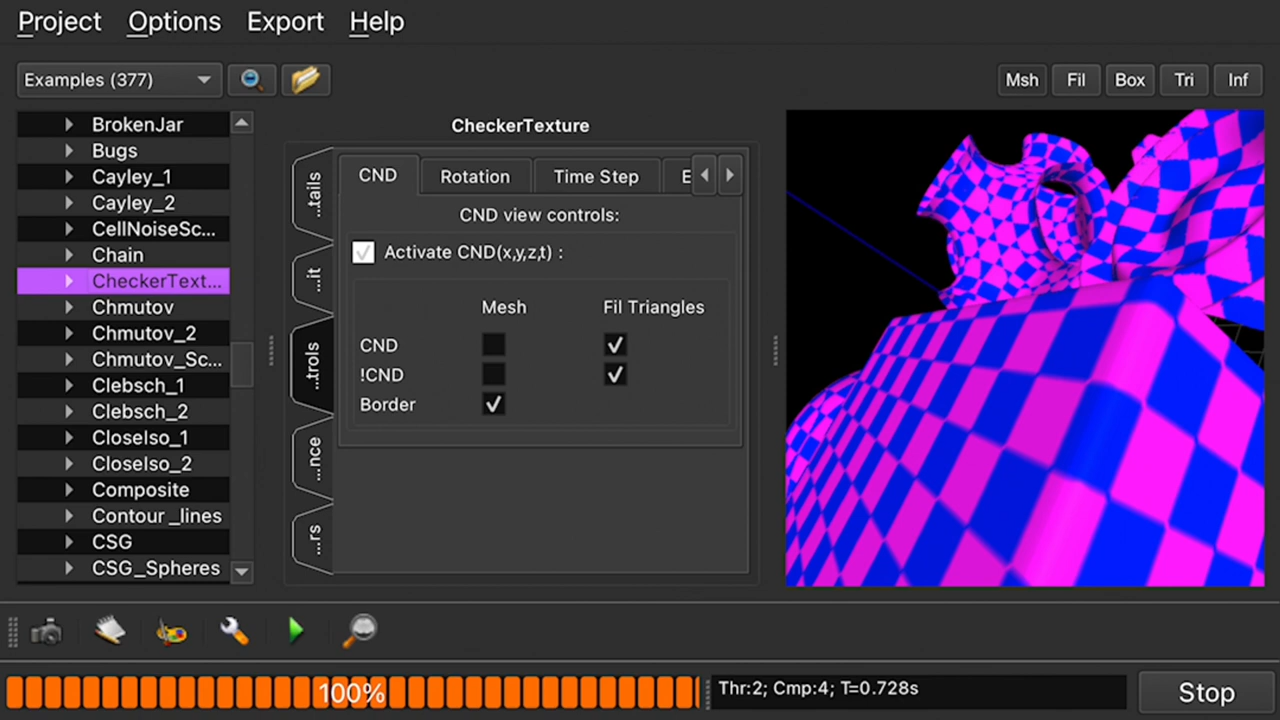 Project Options Export Help
Examples (377)
Msh Fil Box Tri Inf
BrokenJar
Bugs
Cayley_1
Cayley_2
CellNoiseSc...
Chain
CheckerText...
Chmutov
Chmutov_2
Chmutov_Sc...
Clebsch_1
Clebsch_2
CloseIso_1
CloseIso_2
Composite
Contour _lines
CSG
CSG_Spheres
CheckerTexture
...tails
...it
...trols
...nce
...rs
CND Rotation Time Step E
CND view controls:
Activate CND(x,y,z,t) :
Mesh Fil Triangles
CND
!CND
Border
100%
Thr:2; Cmp:4; T=0.728s
Stop